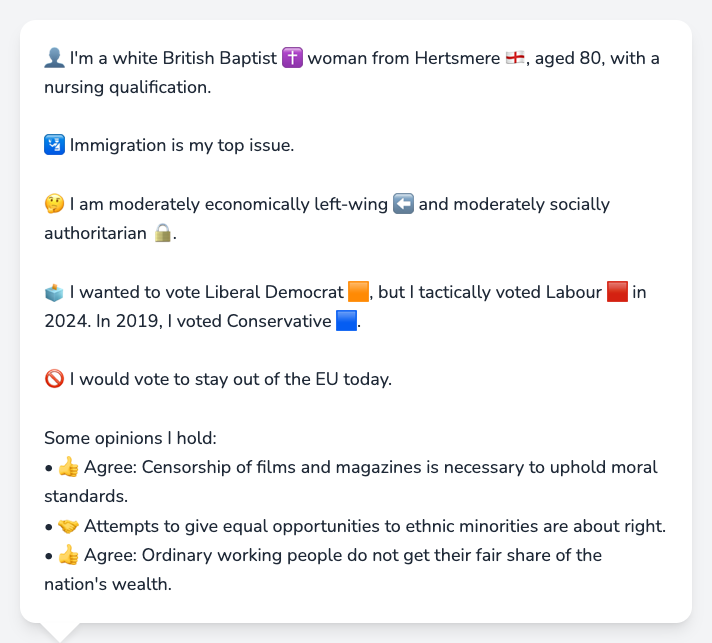 👤 I'm a white British Baptist ✝️ woman from Hertsmere 🏴󠁧󠁢󠁥󠁮󠁧󠁿, aged 80, with a
nursing qualification.
🛂 Immigration is my top issue.
🤔 I am moderately economically left-wing ⬅️ and moderately socially
authoritarian 🔒.
🗳️ I wanted to vote Liberal Democrat 🟧, but I tactically voted Labour 🟥 in
2024. In 2019, I voted Conservative 🟦.
🚫 I would vote to stay out of the EU today.
Some opinions I hold:
• 👍 Agree: Censorship of films and magazines is necessary to uphold moral
standards.
• 🤝 Attempts to give equal opportunities to ethnic minorities are about right.
• 👍 Agree: Ordinary working people do not get their fair share of the
nation's wealth.